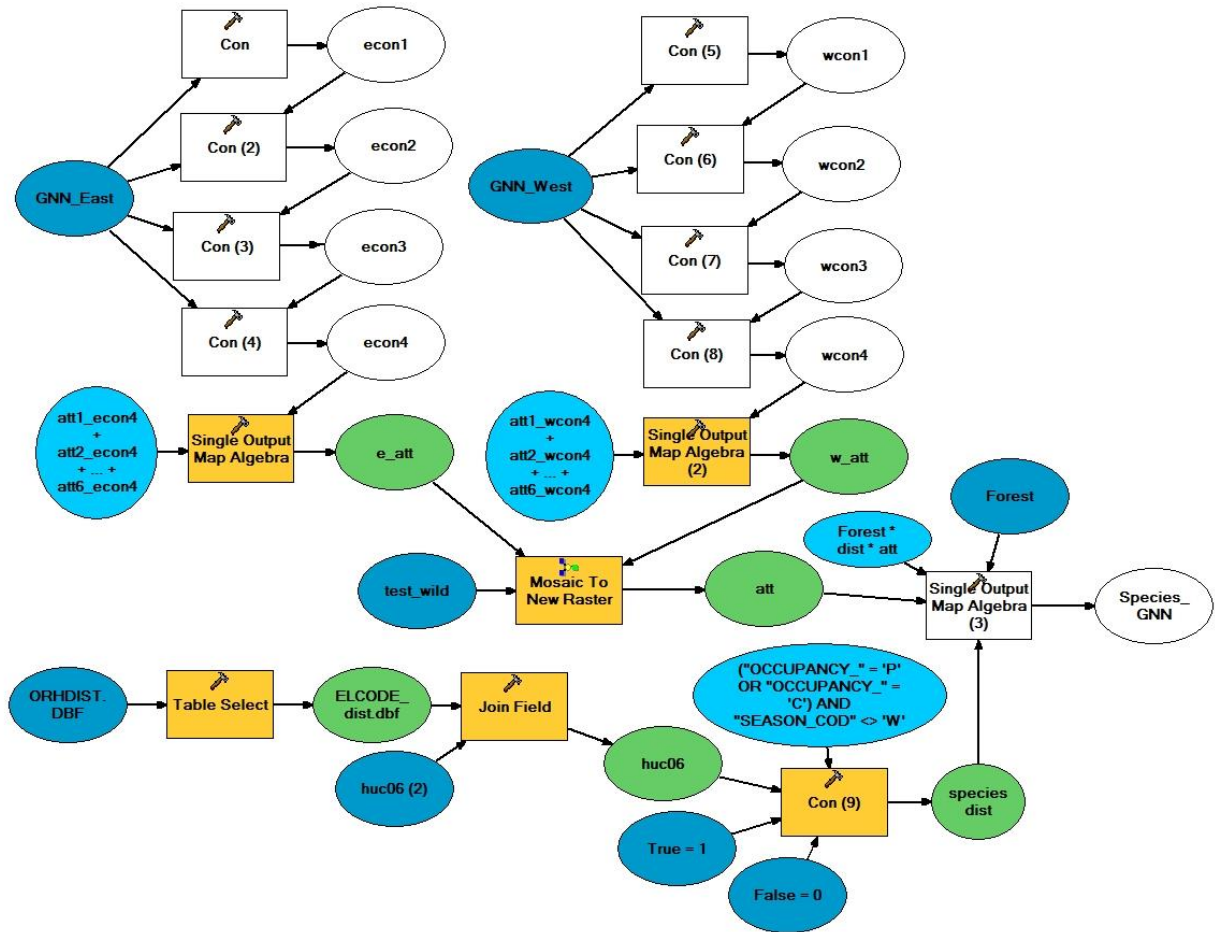 Con
econ1
Con (2)
econ2
GNN_East
Con (3)
econ3
Con (4)
econ4
att1_econ4
+
att2_econ4
+ ... +
att6_econ4
Single Output
Map Algebra
e_att
Con (5)
wcon1
Con (6)
wcon2
GNN_West
Con (7)
wcon3
Con (8)
wcon4
att1_wcon4
+
att2_wcon4
+ ... +
att6_wcon4
Single Output
Map Algebra
(2)
w_att
Forest
Forest *
dist * att
test_wild
Mosaic To
New Raster
att
Single Output
Map Algebra
(3)
Species_
GNN
ORHDIST.
DBF
Table Select
ELCODE_
dist.dbf
Join Field
huc06 (2)
huc06
("OCCUPANCY_" = 'P'
OR "OCCUPANCY_" =
'C') AND
"SEASON_COD" <> 'W'
Con (9)
species
dist
True = 1
False = 0